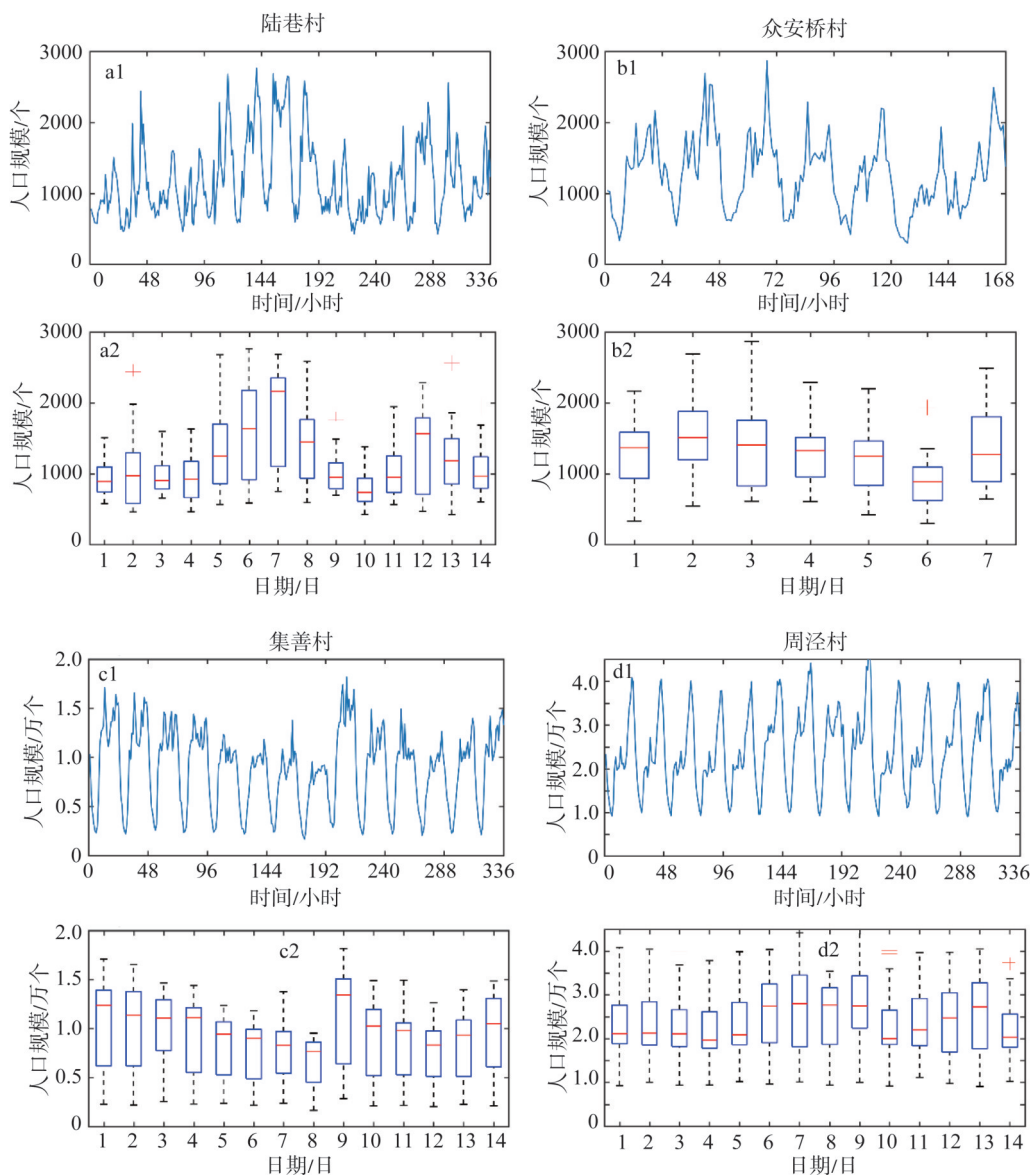 陆巷村
a1
人口规模/个
3000
2000
1000
0
0 48 96 144 192 240 288 336
时间/小时
众安桥村
b1
人口规模/个
3000
2000
1000
0
0 24 48 72 96 120 144 168
时间/小时
a2
人口规模/个
3000
2000
1000
0
1 2 3 4 5 6 7 8 9 10 11 12 13 14
日期/日
b2
人口规模/个
3000
2000
1000
0
1 2 3 4 5 6 7
日期/日
集善村
c1
人口规模/万个
2.0
1.5
1.0
0.5
0
0 48 96 144 192 240 288 336
时间/小时
周泾村
d1
人口规模/万个
4.0
3.0
2.0
1.0
0
0 48 96 144 192 240 288 336
时间/小时
c2
人口规模/万个
2.0
1.5
1.0
0.5
0
1 2 3 4 5 6 7 8 9 10 11 12 13 14
日期/日
d2
人口规模/万个
4.0
3.0
2.0
1.0
0
1 2 3 4 5 6 7 8 9 10 11 12 13 14
日期/日